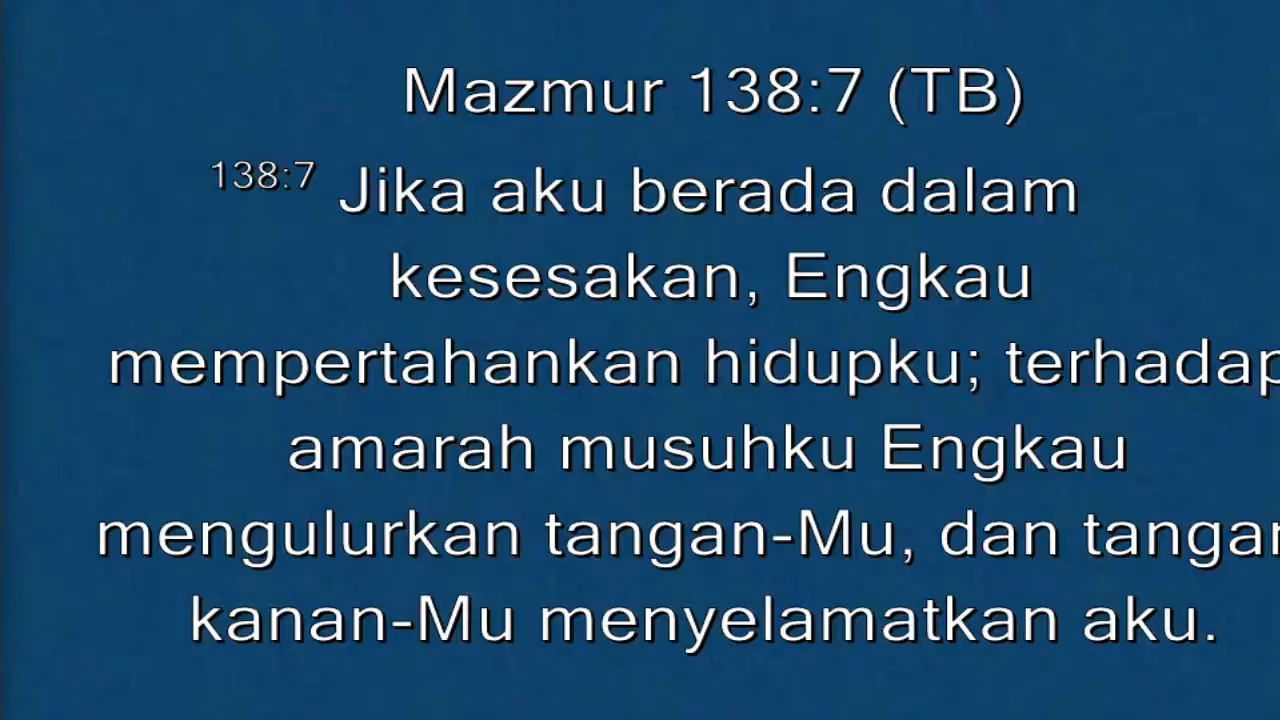 Mazmur 138:7 (TB)
138:7 Jika aku berada dalam
kesesakan, Engkau
mempertahankan hidupku; terhadap
amarah musuhku Engkau
mengulurkan tangan-Mu, dan tangan
kanan-Mu menyelamatkan aku.